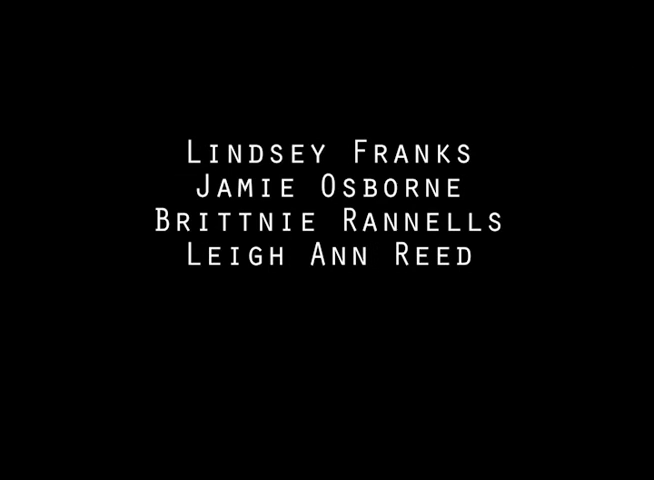 Lindsey Franks
Jamie Osborne
Brittnie Rannells
Leigh Ann Reed